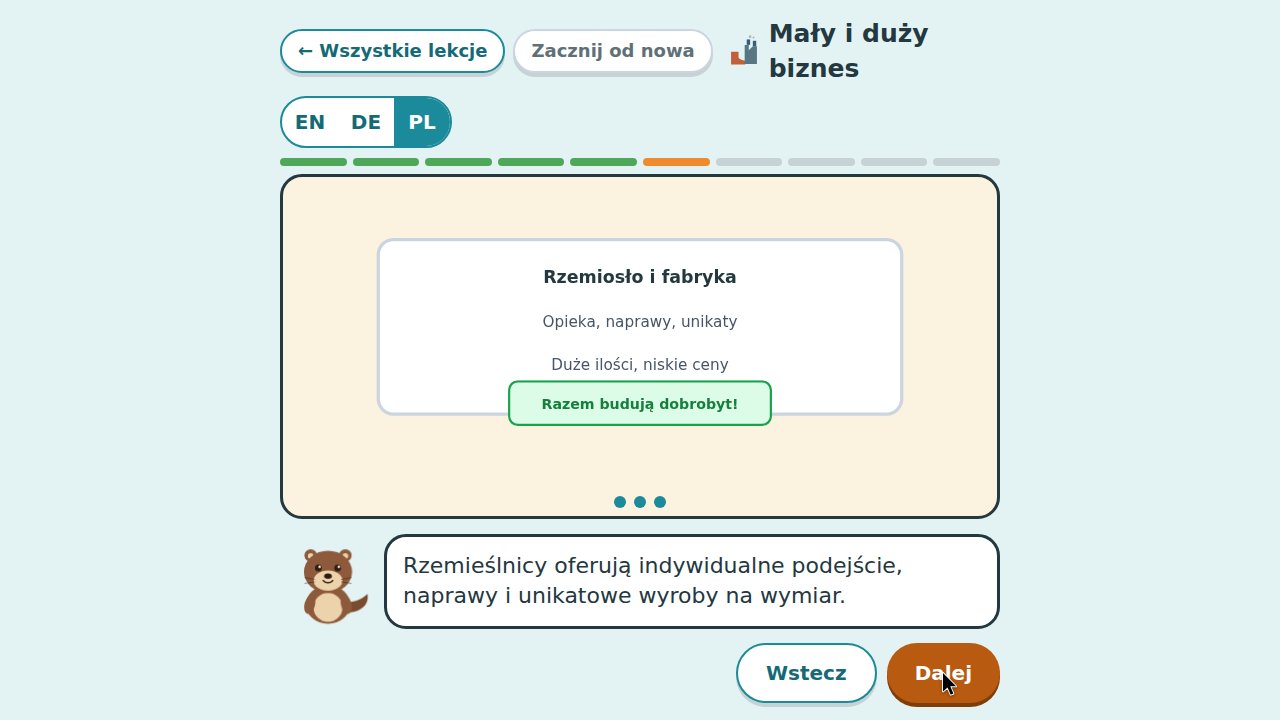 ← Wszystkie lekcje
Zacznij od nowa
Mały i duży
biznes
EN DE PL
Rzemiosło i fabryka
Opieka, naprawy, unikaty
Duże ilości, niskie ceny
Razem budują dobrobyt!
Rzemieślnicy oferują indywidualne podejście,
naprawy i unikatowe wyroby na wymiar.
Wstecz
Dalej